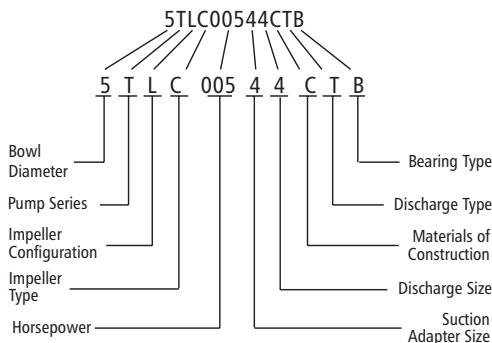 5TLC00544CTB
5 T L C 005 4 4 C T B
Bowl
Diameter
Bearing Type
Pump Series
Discharge Type
Impeller
Configuration
Materials of
Construction
Impeller
Type
Discharge Size
Horsepower
Suction
Adapter Size